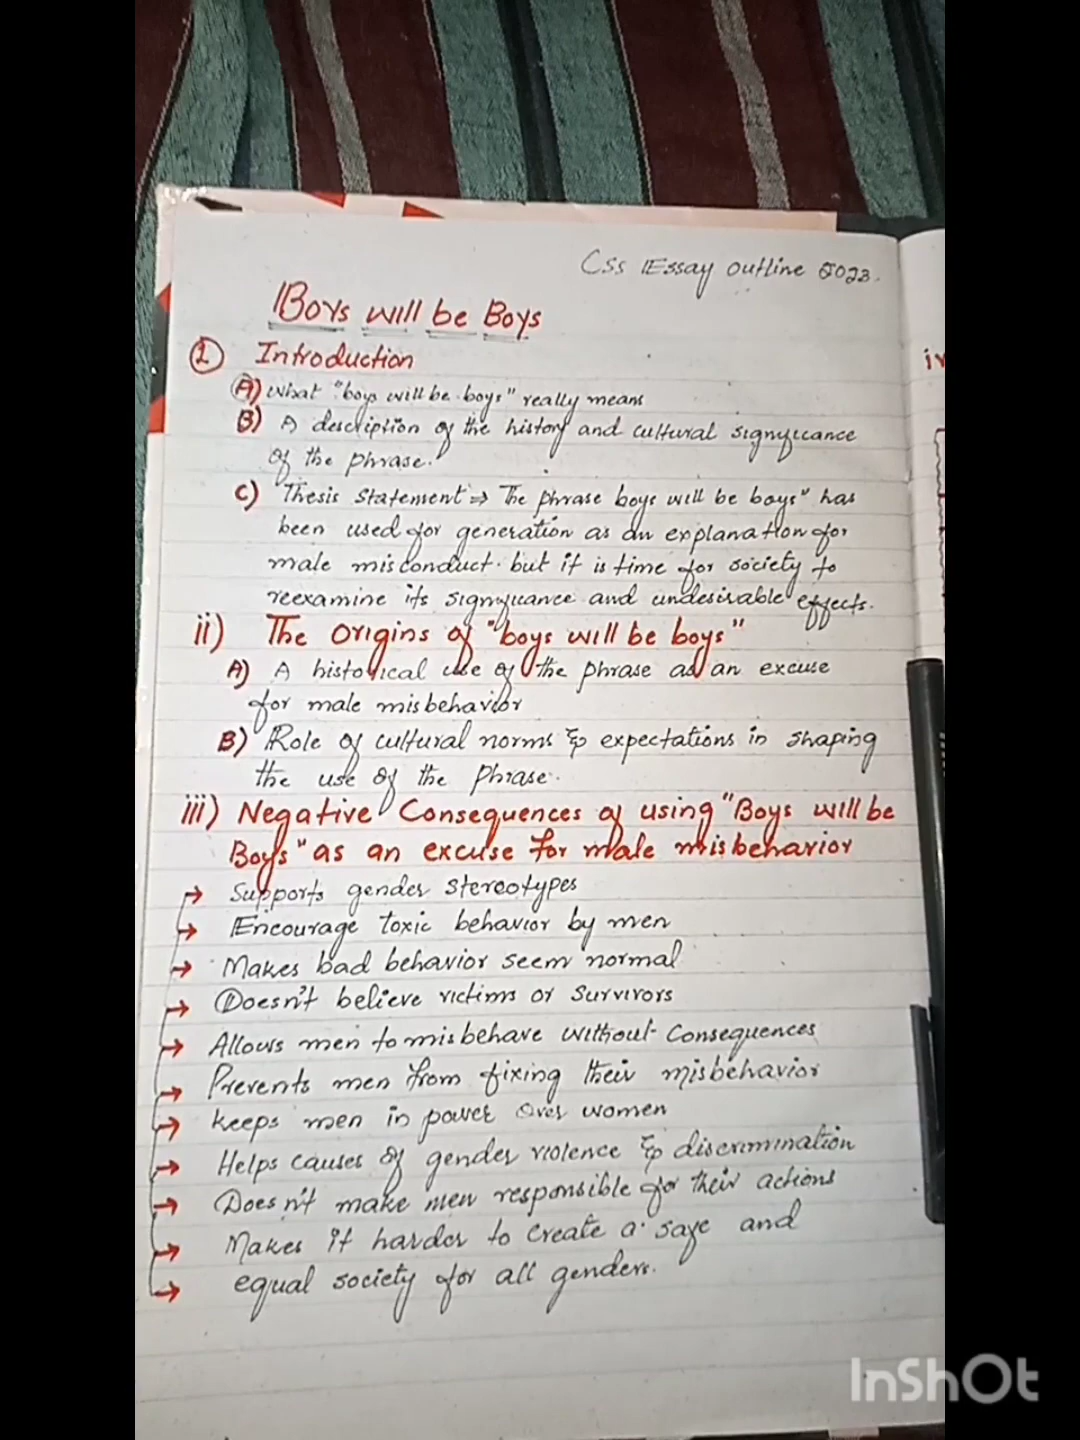 Css Essay outline 2023.
Boys will be Boys
1 Introduction
A) What "boys will be boys" really means
B) A description of the history and cultural significance
of the phrase.
C) Thesis Statement => The phrase boys will be boys" has
been used for generation as an explanation for
male misconduct. but it is time for society to
reexamine its significance and undesirable effects.
ii) The Origins of "boys will be boys"
A) A historical use of the phrase as an excuse
for male misbehavior
B) Role of cultural norms & expectations in shaping
the use of the phrase.
iii) Negative Consequences of using "Boys will be
Boys" as an excuse for male misbehavior
→ Supports gender stereotypes
→ Encourage toxic behavior by men
→ Makes bad behavior seem normal
→ Doesn't believe victims or survivors
→ Allows men to misbehave without consequences
→ Prevents men from fixing their misbehavior
→ keeps men in power over women
→ Helps causes of gender violence & discrimination
→ Doesn't make men responsible for their actions
→ Makes it harder to create a safe and
→ equal society for all genders.
InShOt